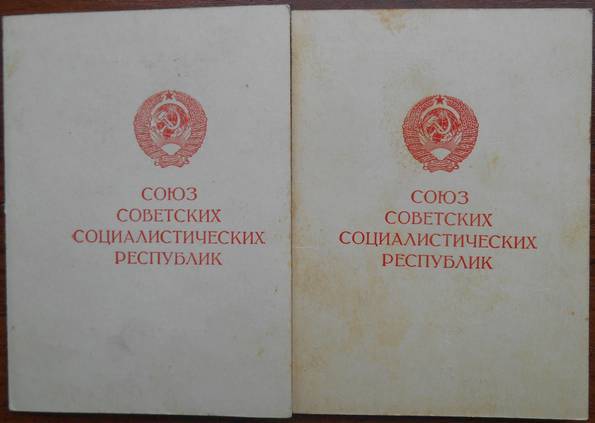 СОЮЗ
СОВЕТСКИХ
СОЦИАЛИСТИЧЕСКИХ
РЕСПУБЛИК
СОЮЗ
СОВЕТСКИХ
СОЦИАЛИСТИЧЕСКИХ
РЕСПУБЛИК